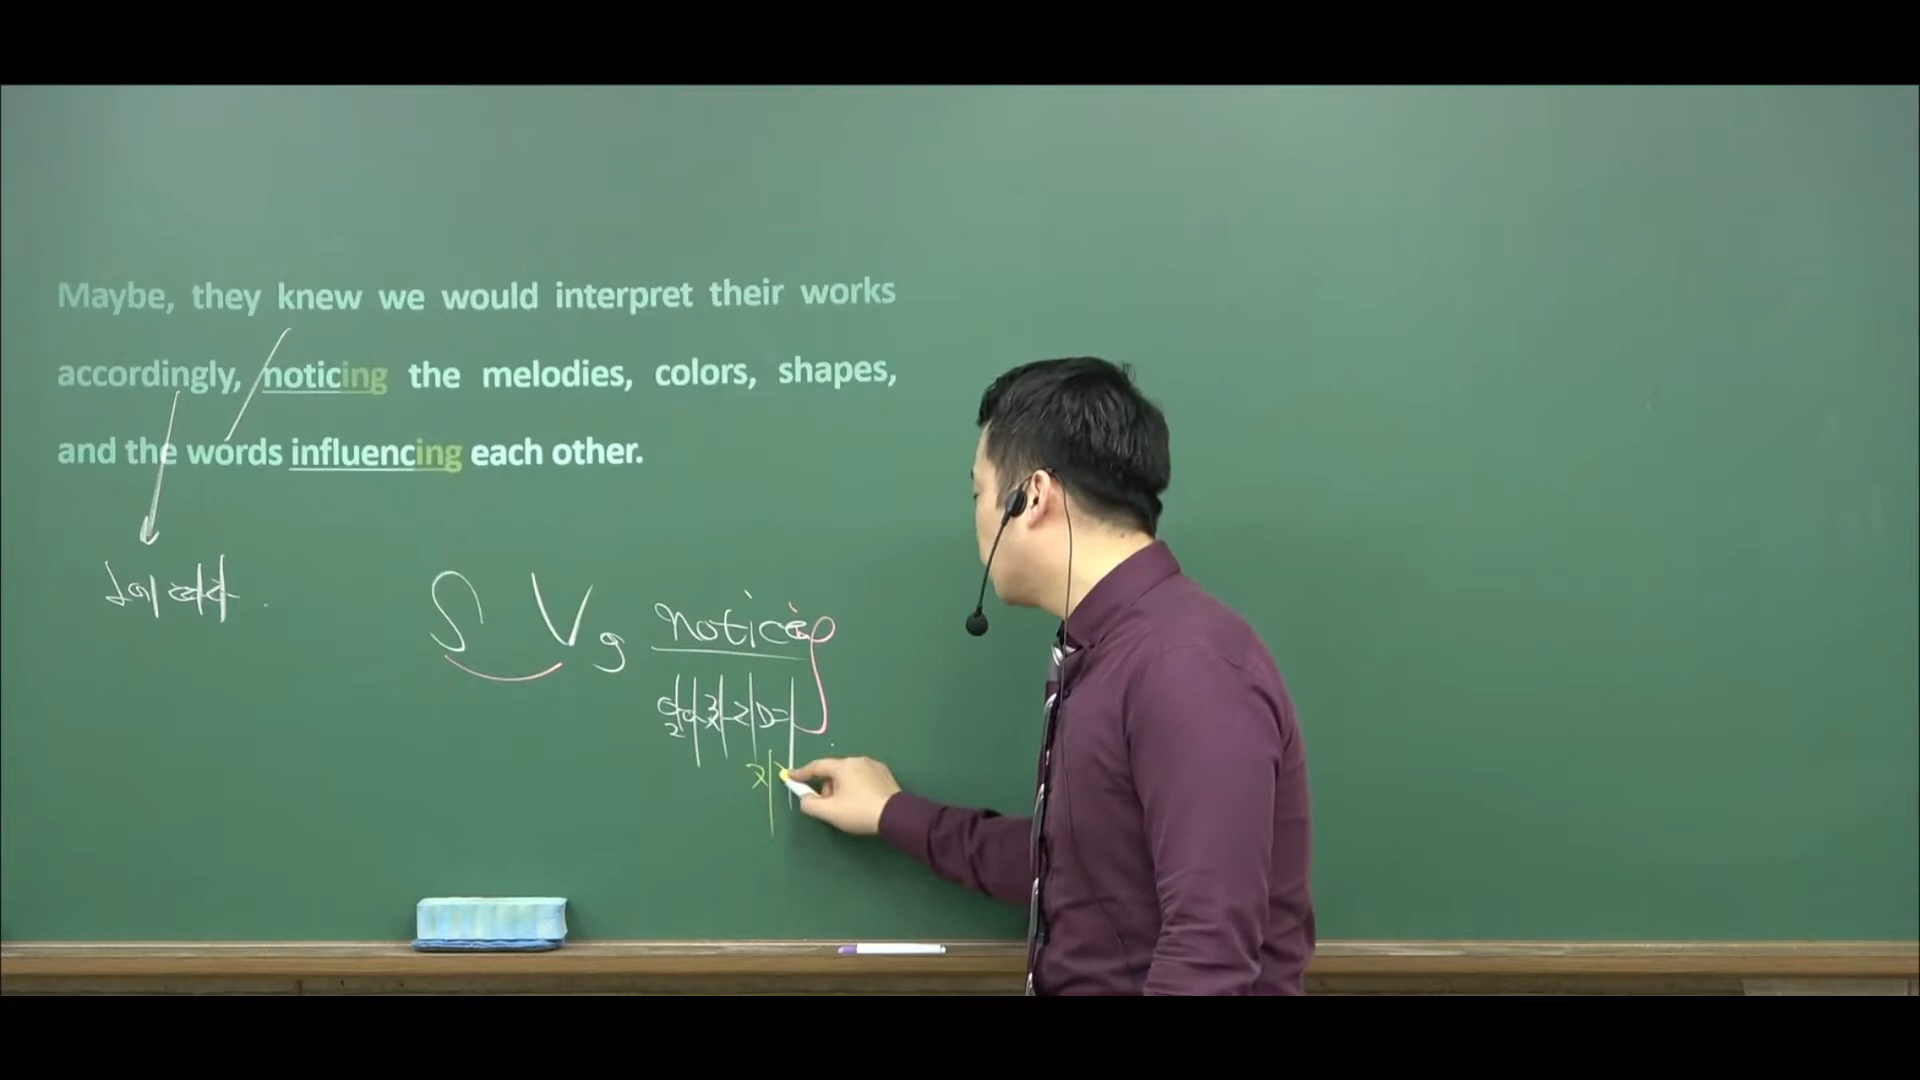 Maybe, they knew we would interpret their works
accordingly, noticing the melodies, colors, shapes,
and the words influencing each other.
S V, noticing